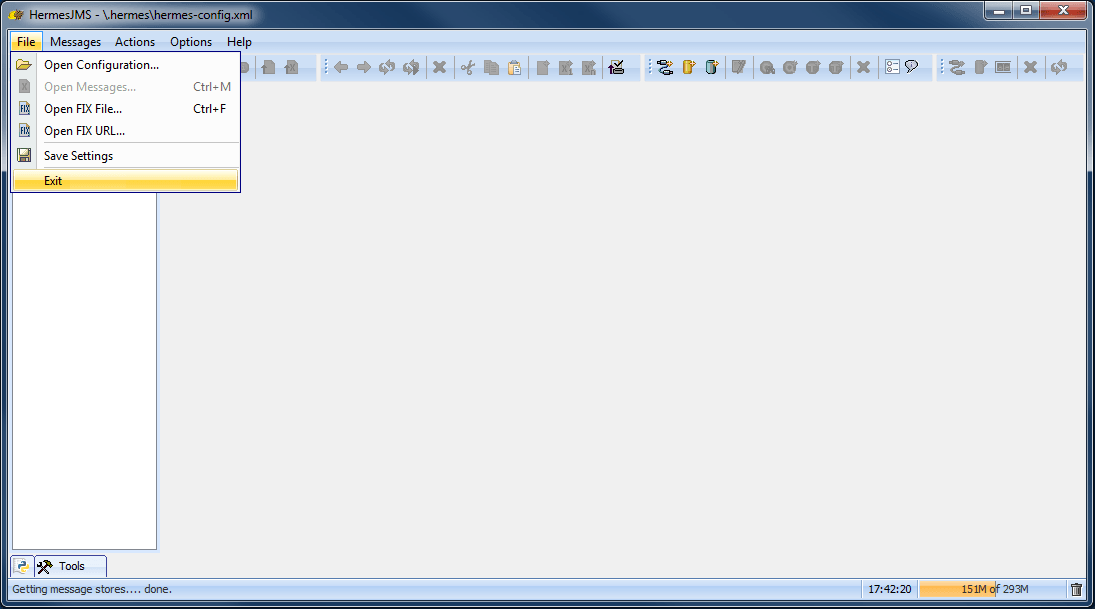 HermesJMS - \.hermes\hermes-config.xml
File Messages Actions Options Help
Open Configuration...
Open Messages... Ctrl+M
Open FIX File... Ctrl+F
Open FIX URL...
Save Settings
Exit
Tools
Getting message stores.... done. 17:42:20 151M of 293M